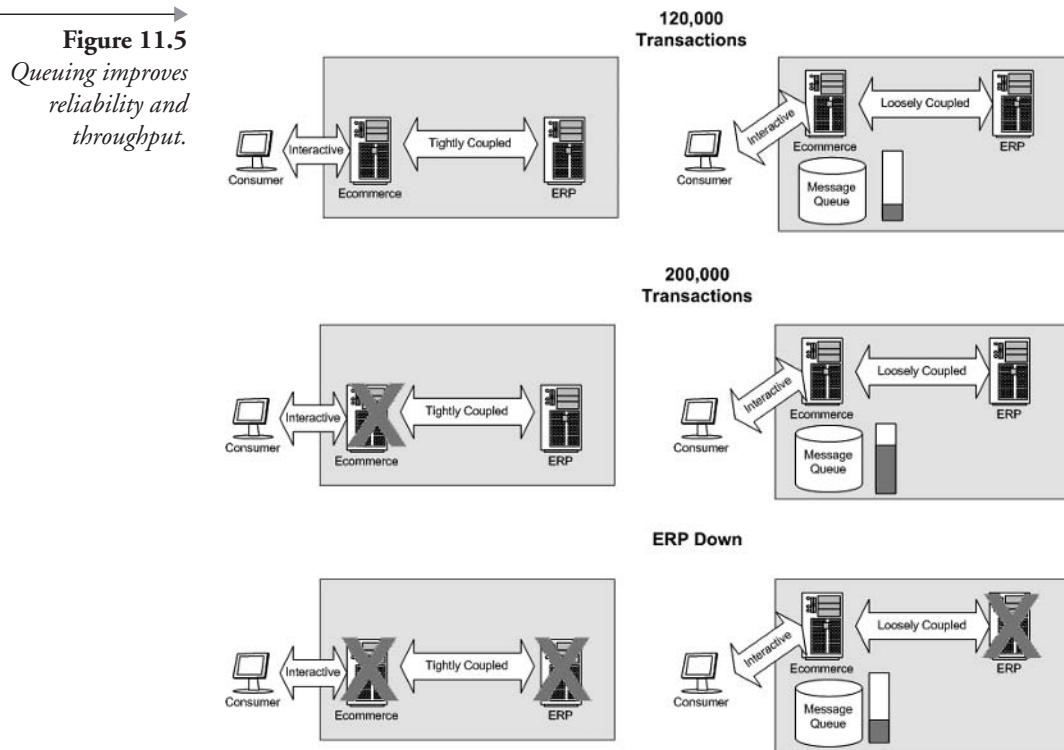 Figure 11.5
Queuing improves
reliability and
throughput.
120,000
Transactions
Consumer
Interactive
Ecommerce
Tightly Coupled
ERP
Consumer
Interactive
Ecommerce
Loosely Coupled
ERP
Message
Queue
200,000
Transactions
Consumer
Interactive
Ecommerce
Tightly Coupled
ERP
Consumer
Interactive
Ecommerce
Loosely Coupled
ERP
Message
Queue
ERP Down
Consumer
Interactive
Ecommerce
Tightly Coupled
ERP
Consumer
Interactive
Ecommerce
Loosely Coupled
ERP
Message
Queue